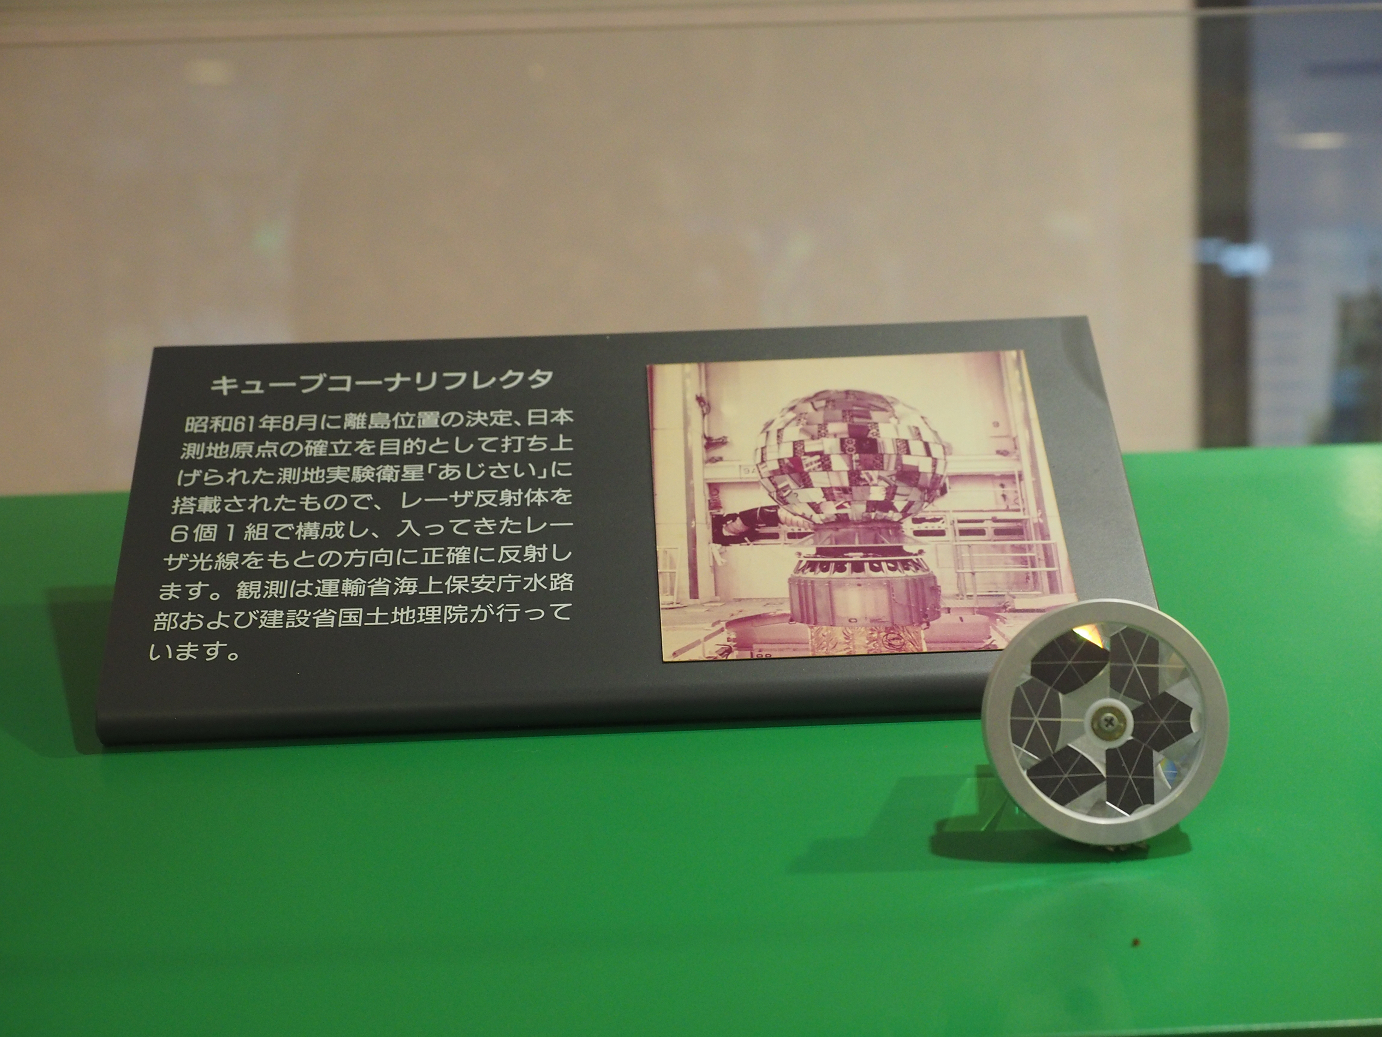 キューブコーナリフレクタ
昭和61年8月に離島位置の決定、日本
測地原点の確立を目的として打ち上
げられた測地実験衛星「あじさい」に
搭載されたもので、レーザ反射体を
6個1組で構成し、入ってきたレー
ザ光線をもとの方向に正確に反射し
ます。観測は運輸省海上保安庁水路
部および建設省国土地理院が行って
います。